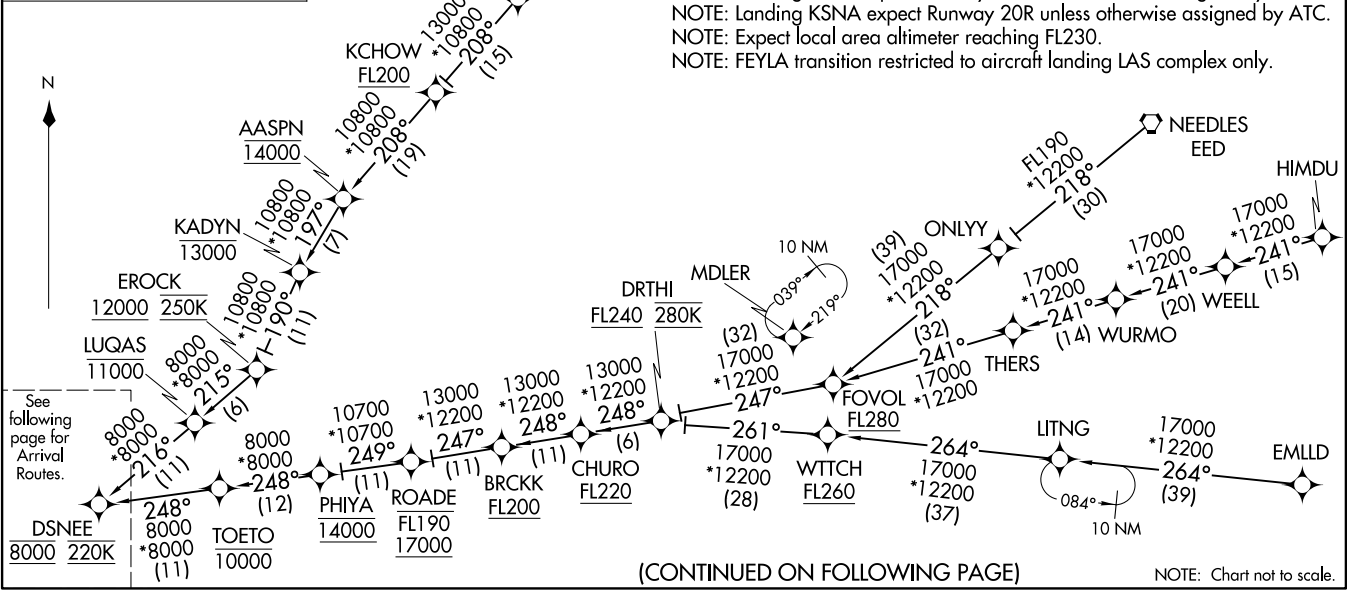 NOTE: Landing KSNA expect Runway 20R unless otherwise assigned by ATC.
NOTE: Expect local area altimeter reaching FL230.
NOTE: FEYLA transition restricted to aircraft landing LAS complex only.
N
13000
*10800
208°
(15)
KCHOW
FL200
10800
*10800
208°
(19)
AASPN
14000
10800
*10800
197°
(7)
KADYN
13000
10800
*10800
190°
(11)
EROCK
12000 250K
8000
*8000
215°
(6)
LUQAS
11000
8000
*8000
216°
(11)
See
following
page for
Arrival
Routes.
DSNEE
8000 220K
248°
8000
*8000
(11)
TOETO
10000
8000
*8000
248°
(12)
PHIYA
14000
10700
*10700
249°
(11)
ROADE
FL190
17000
13000
*12200
247°
(11)
BRCKK
FL200
13000
*12200
248°
(11)
CHURO
FL220
13000
*12200
248°
(6)
DRTHI
FL240 280K
(32)
17000
*12200
247°
MDLER
10 NM
039°
219°
261°
17000
*12200
(28)
FOVOL
FL280
WTTCH
FL260
(39)
17000
*12200
218°
ONLYY
FL190
*12200
218°
(30)
NEEDLES
EED
(32)
241°
17000
*12200
THERS
17000
*12200
241°
(14)
WURMO
17000
*12200
241°
(20)
WEELL
17000
*12200
241°
(15)
HIMDU
264°
17000
*12200
(37)
LITNG
084°
10 NM
17000
*12200
264°
(39)
EMLLD
(CONTINUED ON FOLLOWING PAGE)
NOTE: Chart not to scale.